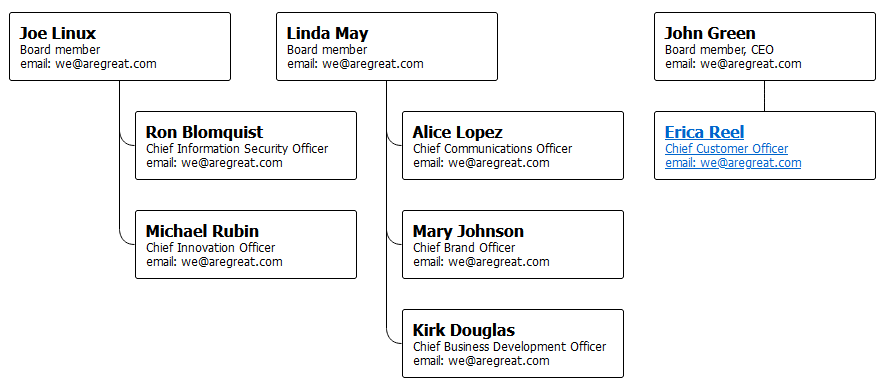 Joe Linux
Board member
email: we@aregreat.com
Linda May
Board member
email: we@aregreat.com
John Green
Board member, CEO
email: we@aregreat.com
Ron Blomquist
Chief Information Security Officer
email: we@aregreat.com
Alice Lopez
Chief Communications Officer
email: we@aregreat.com
Erica Reel
Chief Customer Officer
email: we@aregreat.com
Michael Rubin
Chief Innovation Officer
email: we@aregreat.com
Mary Johnson
Chief Brand Officer
email: we@aregreat.com
Kirk Douglas
Chief Business Development Officer
email: we@aregreat.com